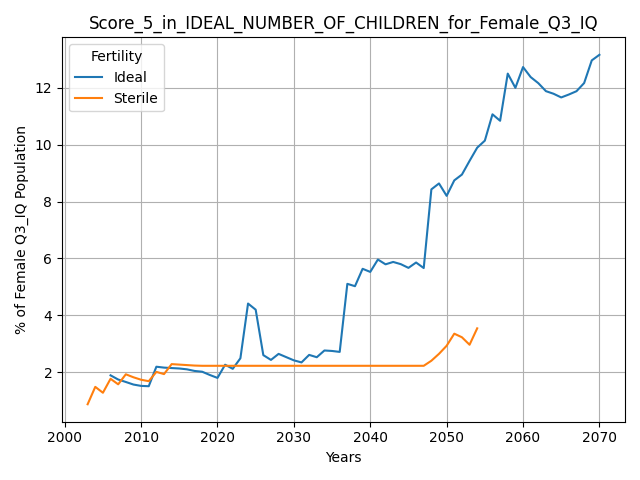 Score_5_in_IDEAL_NUMBER_OF_CHILDREN_for_Female_Q3_IQ
Fertility
Ideal
Sterile
% of Female Q3_IQ Population
12
10
8
6
4
2
2000 2010 2020 2030 2040 2050 2060 2070
Years